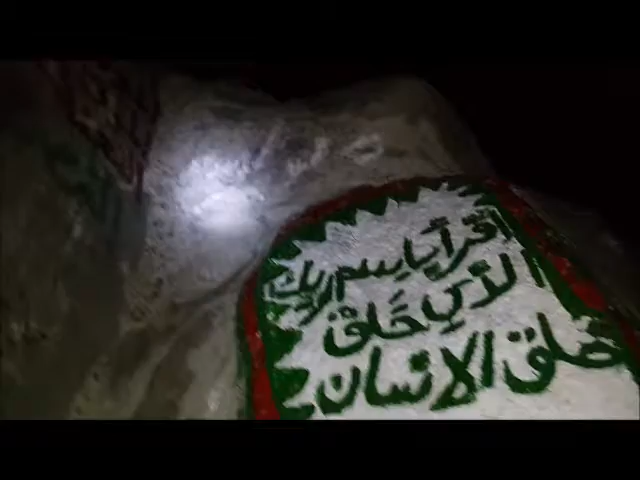 اقرأ باسم ربك
الذي خلق
خلق الانسان